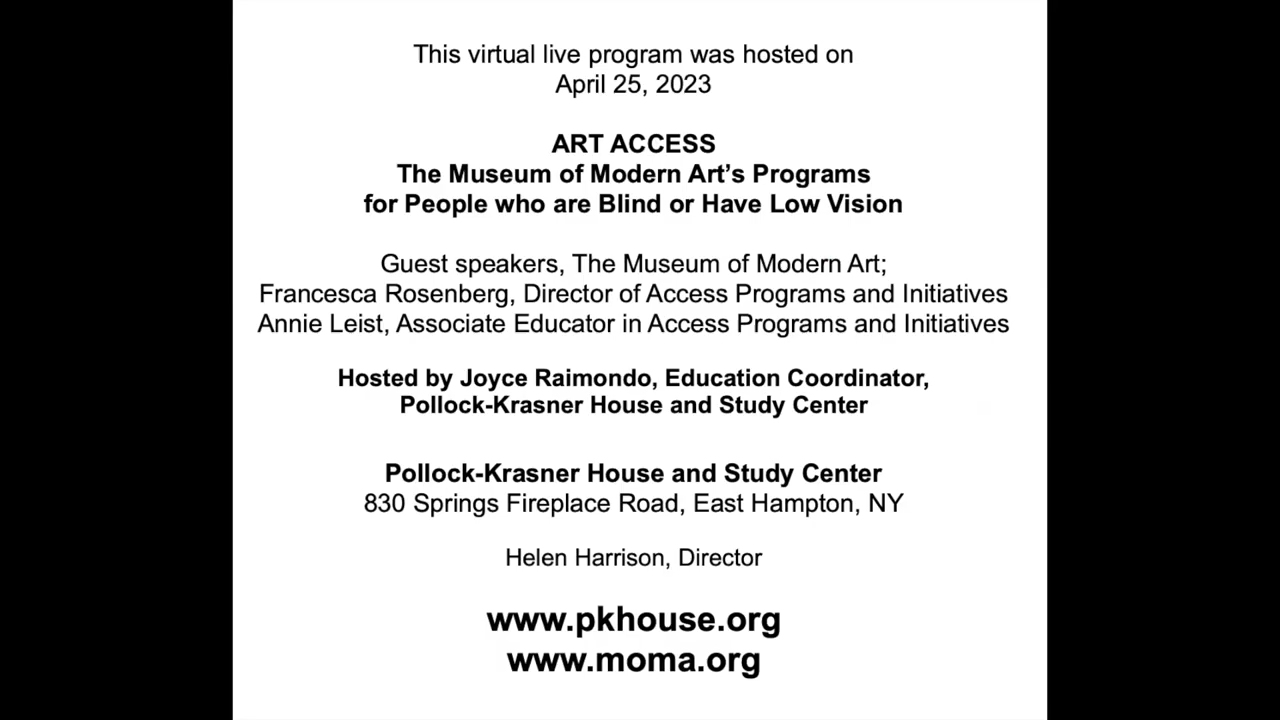 This virtual live program was hosted on
April 25, 2023
ART ACCESS
The Museum of Modern Art’s Programs
for People who are Blind or Have Low Vision
Guest speakers, The Museum of Modern Art;
Francesca Rosenberg, Director of Access Programs and Initiatives
Annie Leist, Associate Educator in Access Programs and Initiatives
Hosted by Joyce Raimondo, Education Coordinator,
Pollock-Krasner House and Study Center
Pollock-Krasner House and Study Center
830 Springs Fireplace Road, East Hampton, NY
Helen Harrison, Director
www.pkhouse.org
www.moma.org